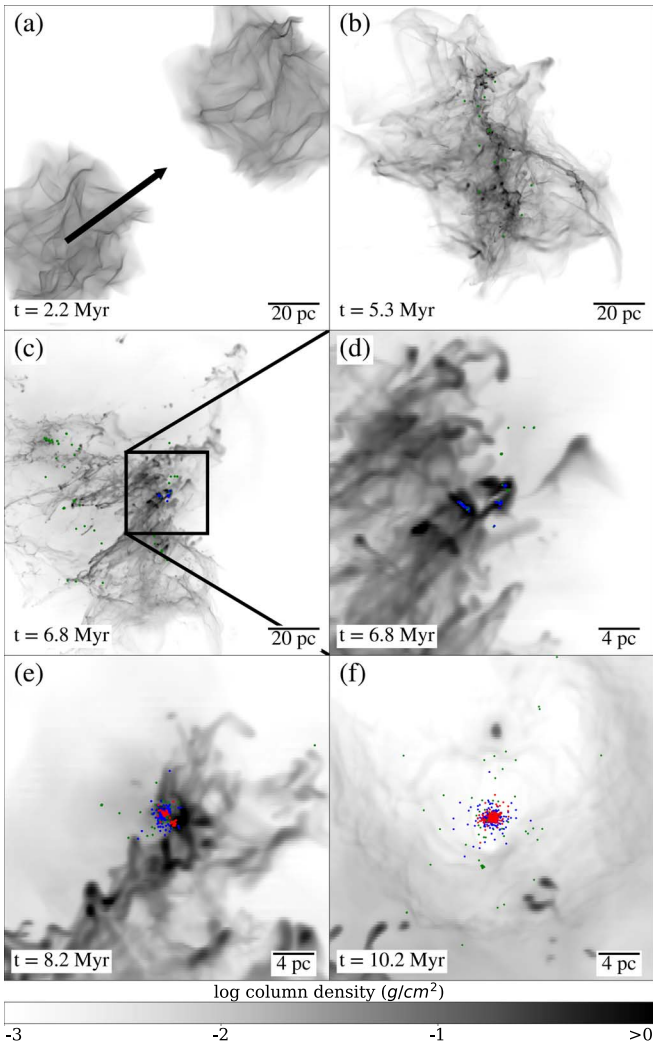 (a)
t = 2.2 Myr
20 pc
(b)
t = 5.3 Myr
20 pc
(c)
t = 6.8 Myr
20 pc
(d)
t = 6.8 Myr
4 pc
(e)
t = 8.2 Myr
4 pc
(f)
t = 10.2 Myr
4 pc
log column density (g/cm²)
-3 -2 -1 >0